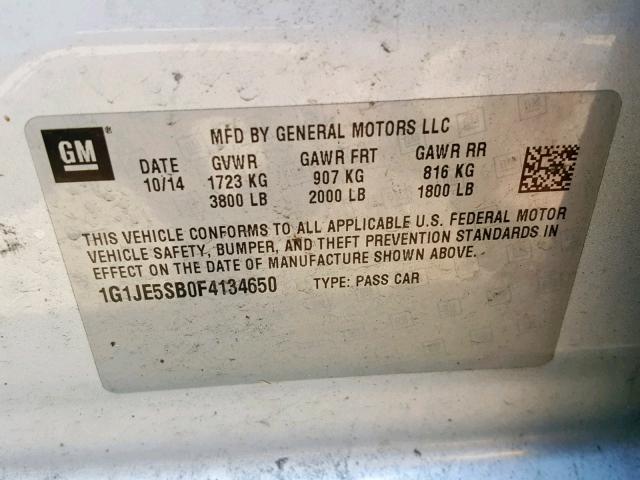 MFD BY GENERAL MOTORS LLC
GM®
DATE GVWR GAWR FRT GAWR RR
10/14 1723 KG 907 KG 816 KG
3800 LB 2000 LB 1800 LB
THIS VEHICLE CONFORMS TO ALL APPLICABLE U.S. FEDERAL MOTOR
VEHICLE SAFETY, BUMPER, AND THEFT PREVENTION STANDARDS IN
EFFECT ON THE DATE OF MANUFACTURE SHOWN ABOVE.
1G1JE5SB0F4134650 TYPE: PASS CAR